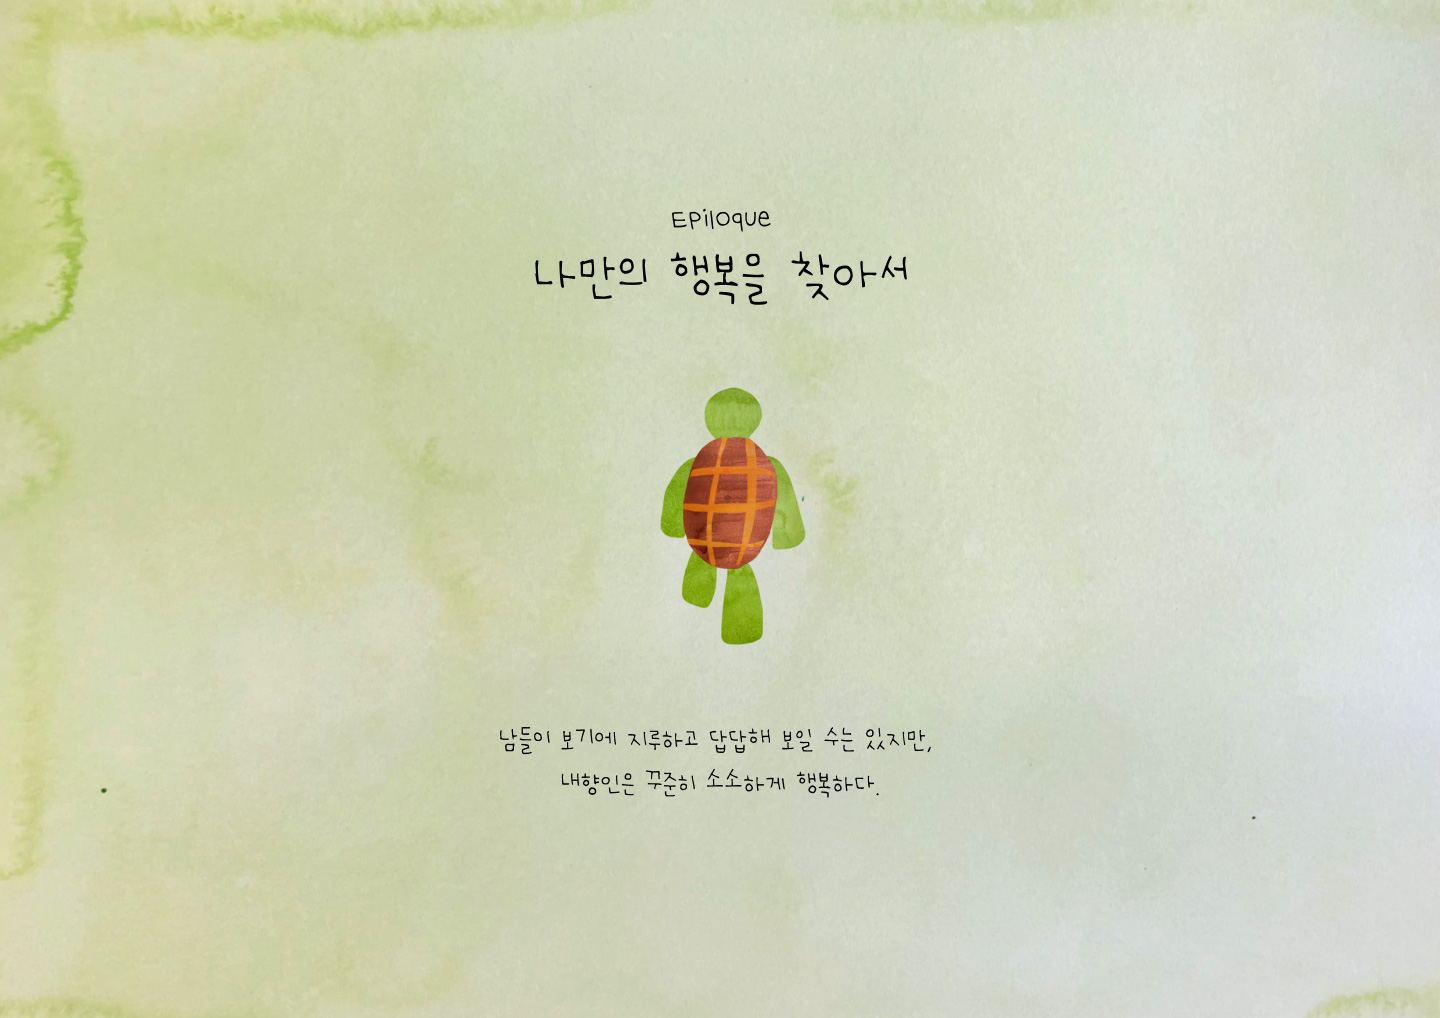 Epiloque
나만의 행복을 찾아서
남들이 보기에 지루하고 답답해 보일 수는 있지만,
내향인은 꾸준히 소소하게 행복하다.